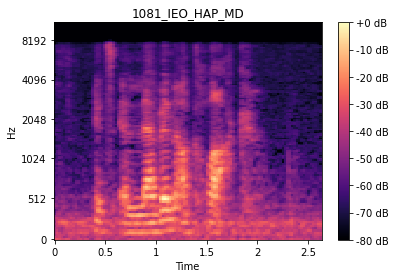 1081_IEO_HAP_MD
Hz
8192
4096
2048
1024
512
0
0 0.5 1 1.5 2 2.5
Time
+0 dB
-10 dB
-20 dB
-30 dB
-40 dB
-50 dB
-60 dB
-70 dB
-80 dB